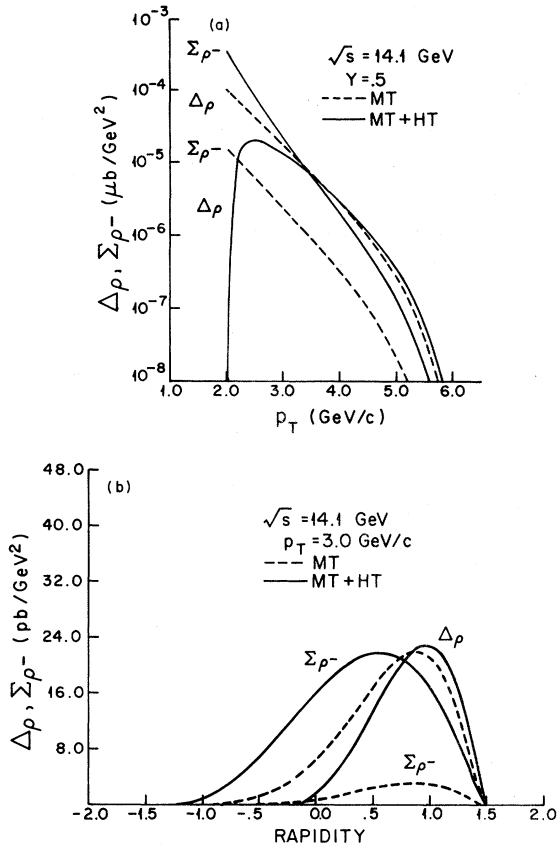 (a)
10⁻³
10⁻⁴
10⁻⁵
10⁻⁶
10⁻⁷
10⁻⁸
Δρ, Σρ⁻ (μb/GeV²)
Σρ⁻
Δρ
Σρ⁻
Δρ
√s = 14.1 GeV
Y = .5
MT
MT + HT
1.0 2.0 3.0 4.0 5.0 6.0
pT (GeV/c)
(b)
48.0
40.0
32.0
24.0
16.0
8.0
Δρ, Σρ⁻ (pb/GeV²)
√s = 14.1 GeV
pT = 3.0 GeV/c
MT
MT + HT
Σρ⁻
Δρ
Σρ⁻
-2.0 -1.5 -1.0 -.5 0.0 .5 1.0 1.5 2.0
RAPIDITY